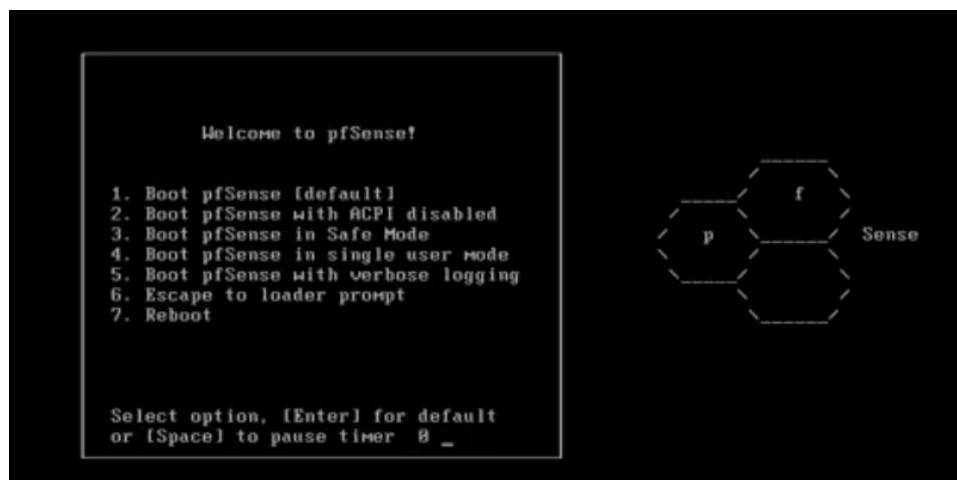 Welcome to pfSense!
1. Boot pfSense [default]
2. Boot pfSense with ACPI disabled
3. Boot pfSense in Safe Mode
4. Boot pfSense in single user mode
5. Boot pfSense with verbose logging
6. Escape to loader prompt
7. Reboot
Select option, [Enter] for default
or [Space] to pause timer 0 _
f
p Sense